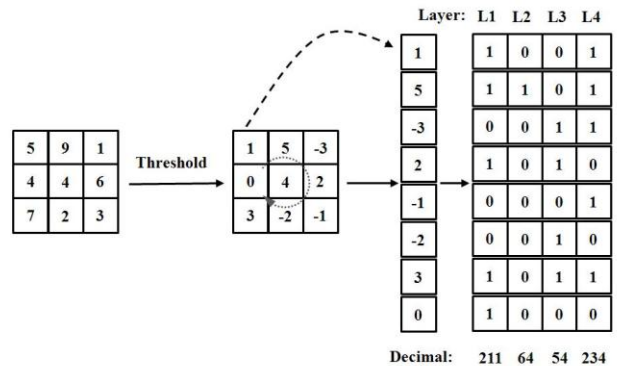 Layer: L1 L2 L3 L4
1 1 0 0 1
5 1 1 0 1
-3 0 0 1 1
5 9 1
1 5 -3
Threshold
4 4 6
0 4 2
2 1 0 1 0
7 2 3
3 -2 -1
-1 0 0 0 1
-2 0 0 1 0
3 1 0 1 1
0 1 0 0 0
Decimal: 211 64 54 234